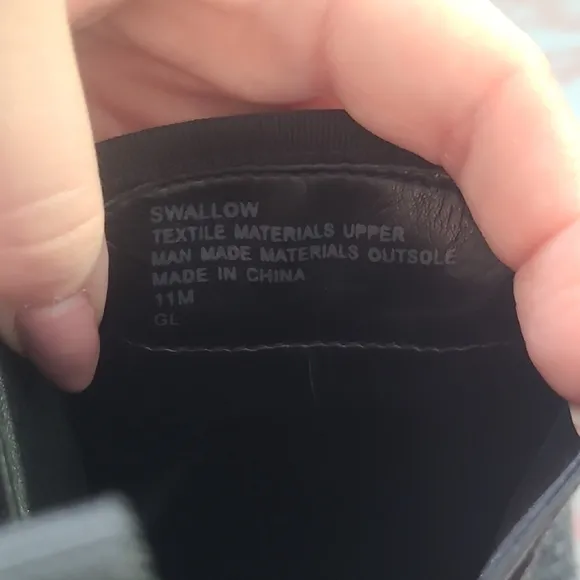 SWALLOW
TEXTILE MATERIALS UPPER
MAN MADE MATERIALS OUTSOLE
MADE IN CHINA
11M
GL